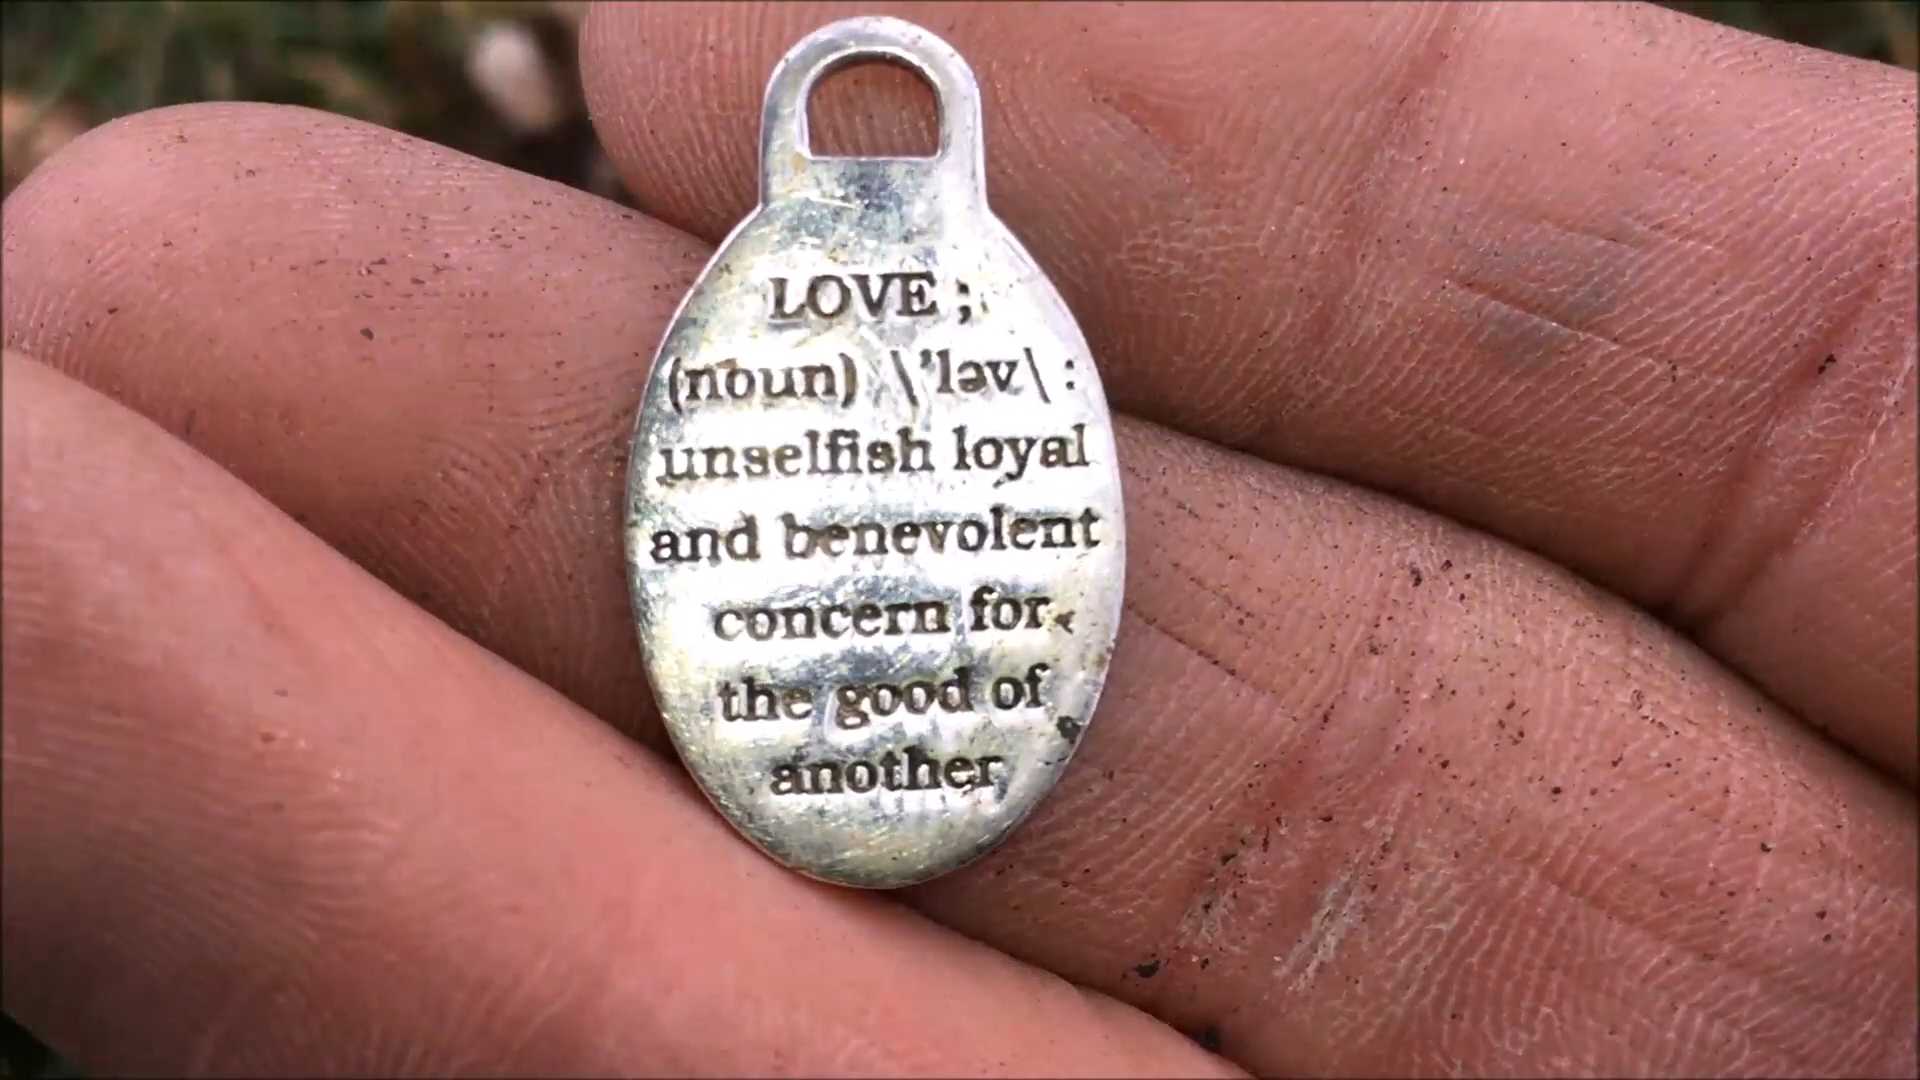 LOVE ;
(noun) \'ləv\ :
unselfish loyal
and benevolent
concern for
the good of
another